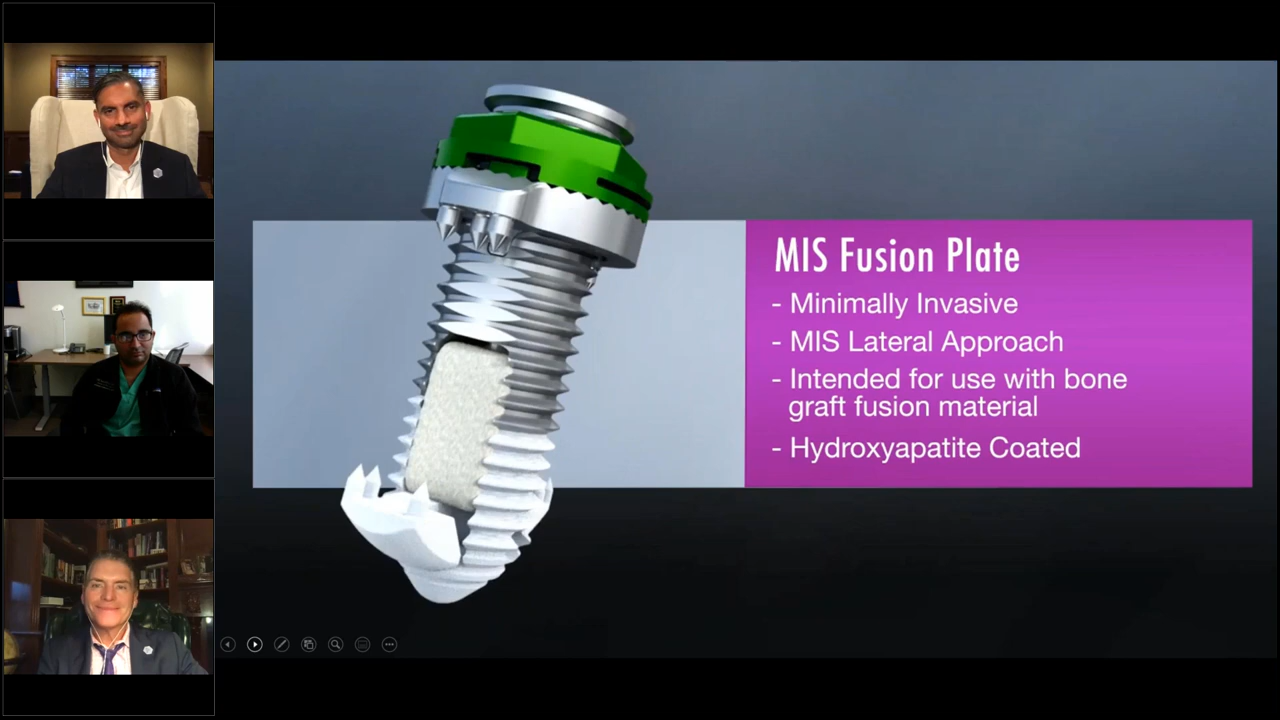 MIS Fusion Plate
- Minimally Invasive
- MIS Lateral Approach
- Intended for use with bone
graft fusion material
- Hydroxyapatite Coated